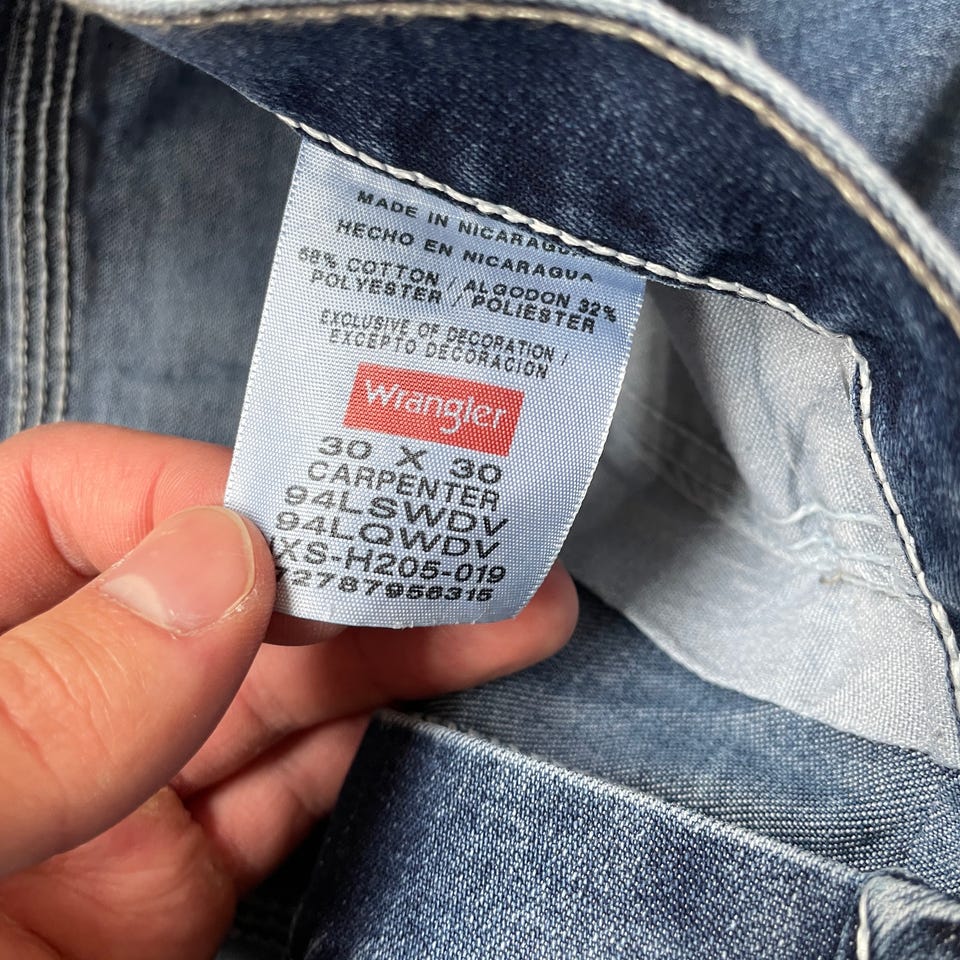 MADE IN NICARAGUA
HECHO EN NICARAGUA
68% COTTON / ALGODON 32%
POLYESTER / POLIESTER
EXCLUSIVE OF DECORATION /
EXCEPTO DECORACION
Wrangler
30 X 30
CARPENTER
94LSWDV
94LQWDV
XS-H205-019